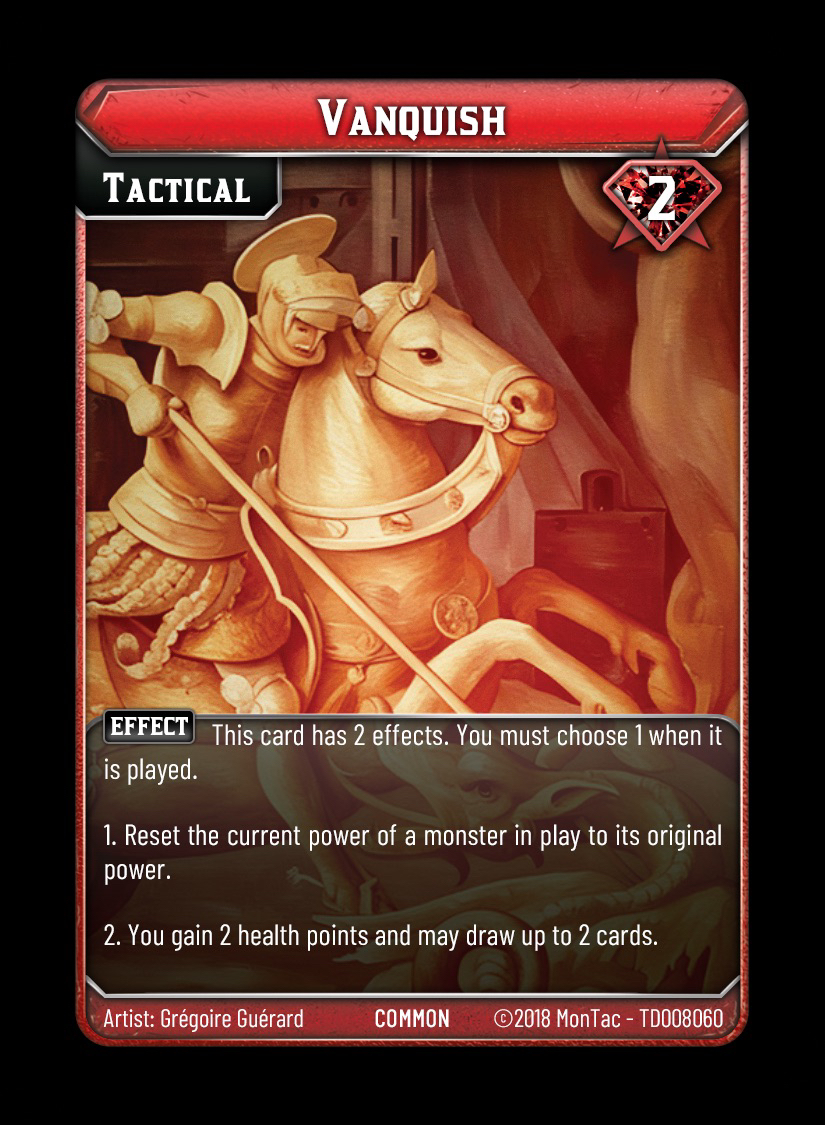 Vanquish
Tactical
2
EFFECT This card has 2 effects. You must choose 1 when it
is played.
1. Reset the current power of a monster in play to its original
power.
2. You gain 2 health points and may draw up to 2 cards.
Artist: Grégoire Guérard COMMON ©2018 MonTac - TD008060